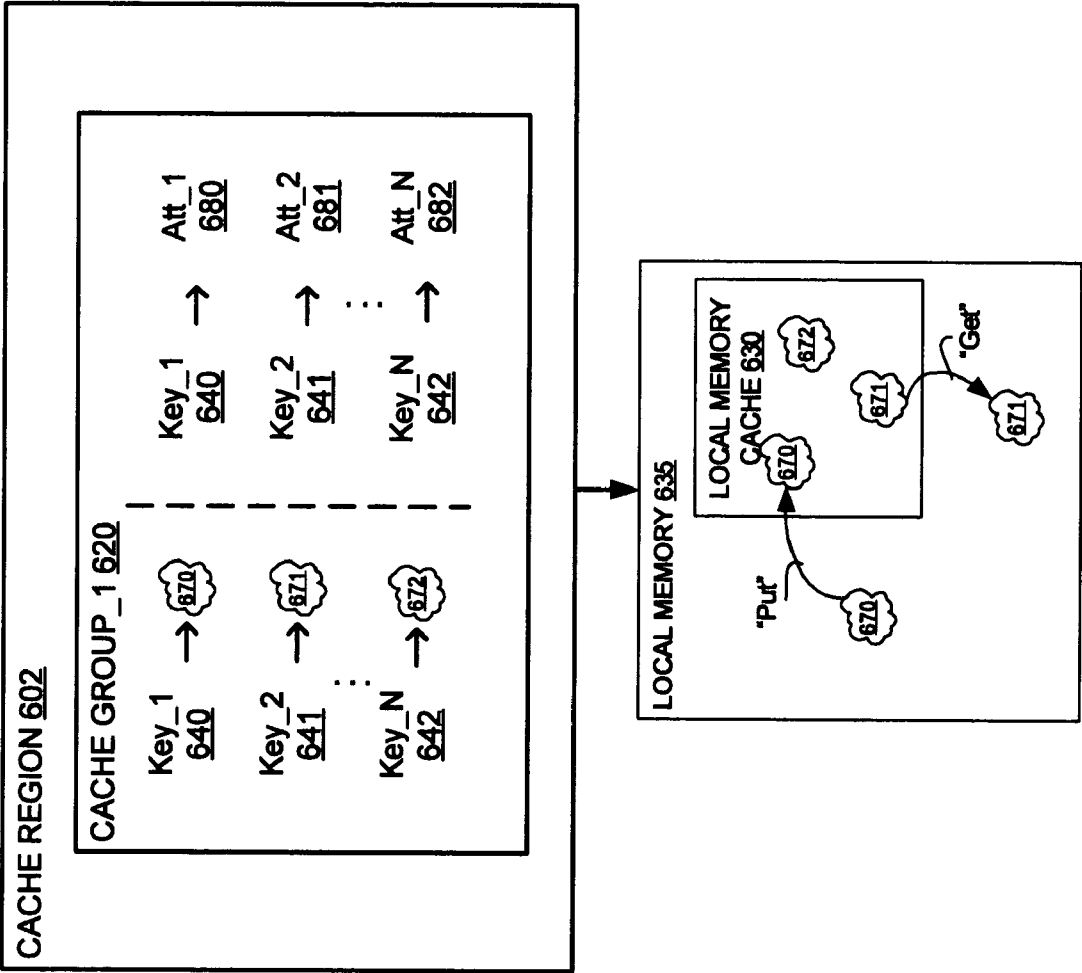 CACHE REGION 602
CACHE GROUP_1 620
Key_1
640
670
Key_1
640
Att_1
680
Key_2
641
671
Key_2
641
Att_2
681
...
...
Key_N
642
672
Key_N
642
Att_N
682
LOCAL MEMORY 635
LOCAL MEMORY
CACHE 630
"Put"
670
670
672
671
"Get"
671